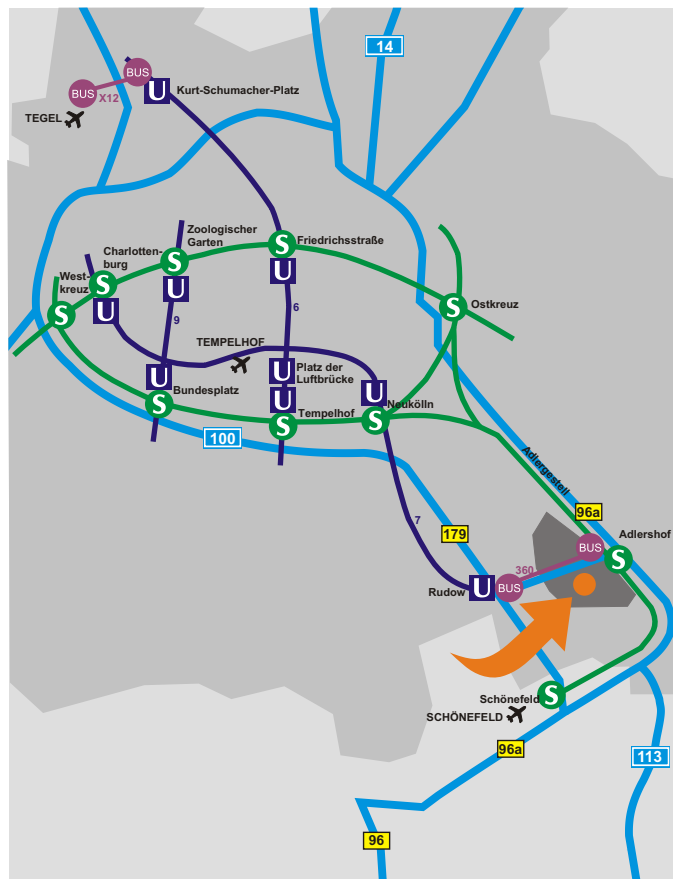 14
BUS
BUS
X12
U
Kurt-Schumacher-Platz
TEGEL
Zoologischer
Garten
S
Friedrichsstraße
Charlotten-
burg
S
U
West-
kreuz
S
U
U
S
S
Ostkreuz
9
6
TEMPELHOF
Platz der
Luftbrücke
U
U
U
U
Bundesplatz
S
Tempelhof
S
Neukölln
S
100
Adlergestell
96a
7
179
Adlershof
BUS
S
360
Rudow
U
BUS
Schönefeld
S
SCHÖNEFELD
96a
113
96